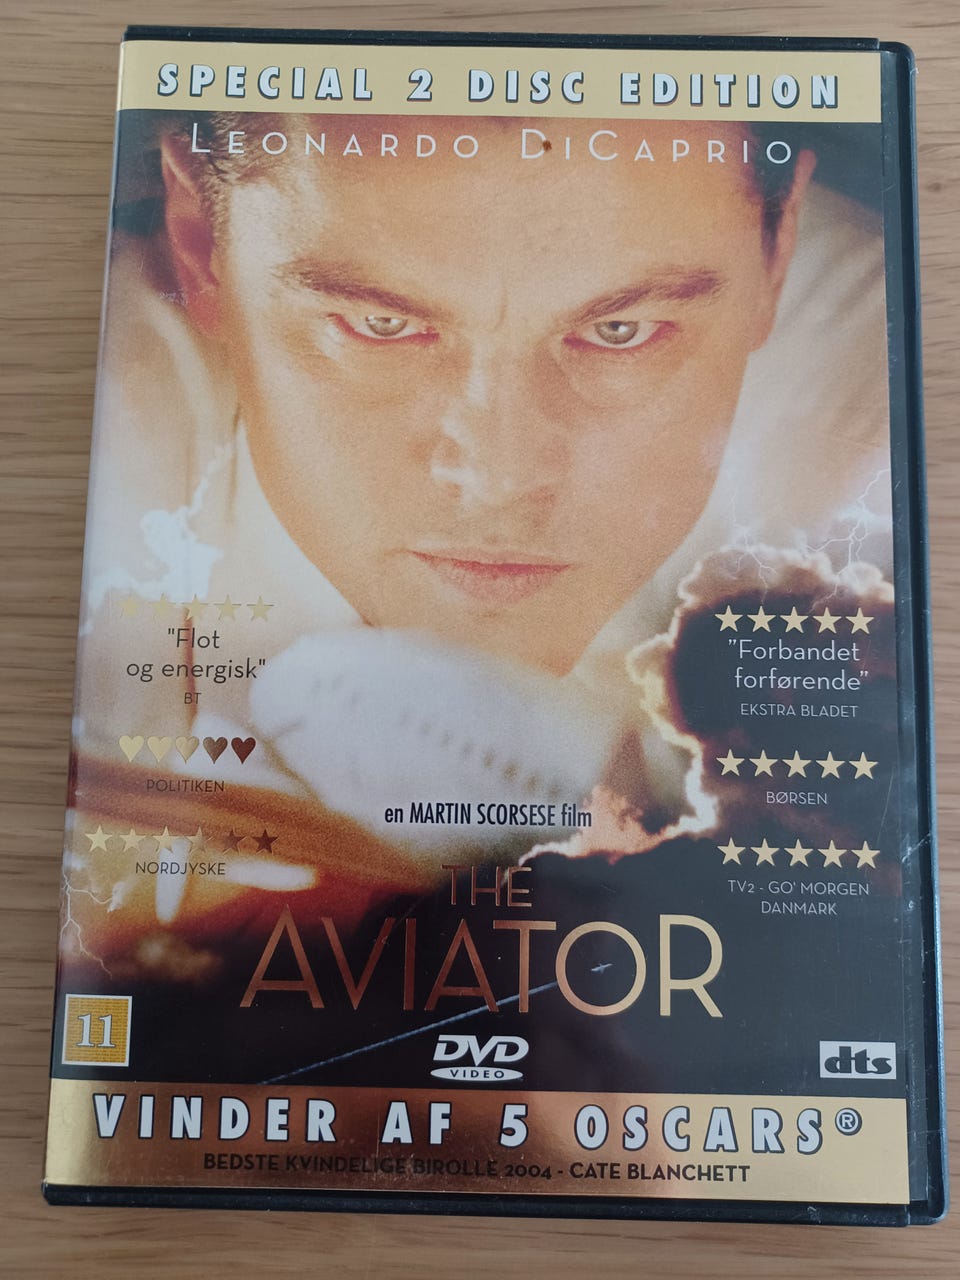 SPECIAL 2 DISC EDITION
LEONARDO DICAPRIO
"Flot
og energisk"
BT
POLITIKEN
NORDJYSKE
"Forbandet
forførende"
EKSTRA BLADET
BØRSEN
TV2 - GO' MORGEN
DANMARK
en MARTIN SCORSESE film
THE
AVIATOR
11
DVD
VIDEO
dts
VINDER AF 5 OSCARS®
BEDSTE KVINDELIGE BIROLLE 2004 - CATE BLANCHETT